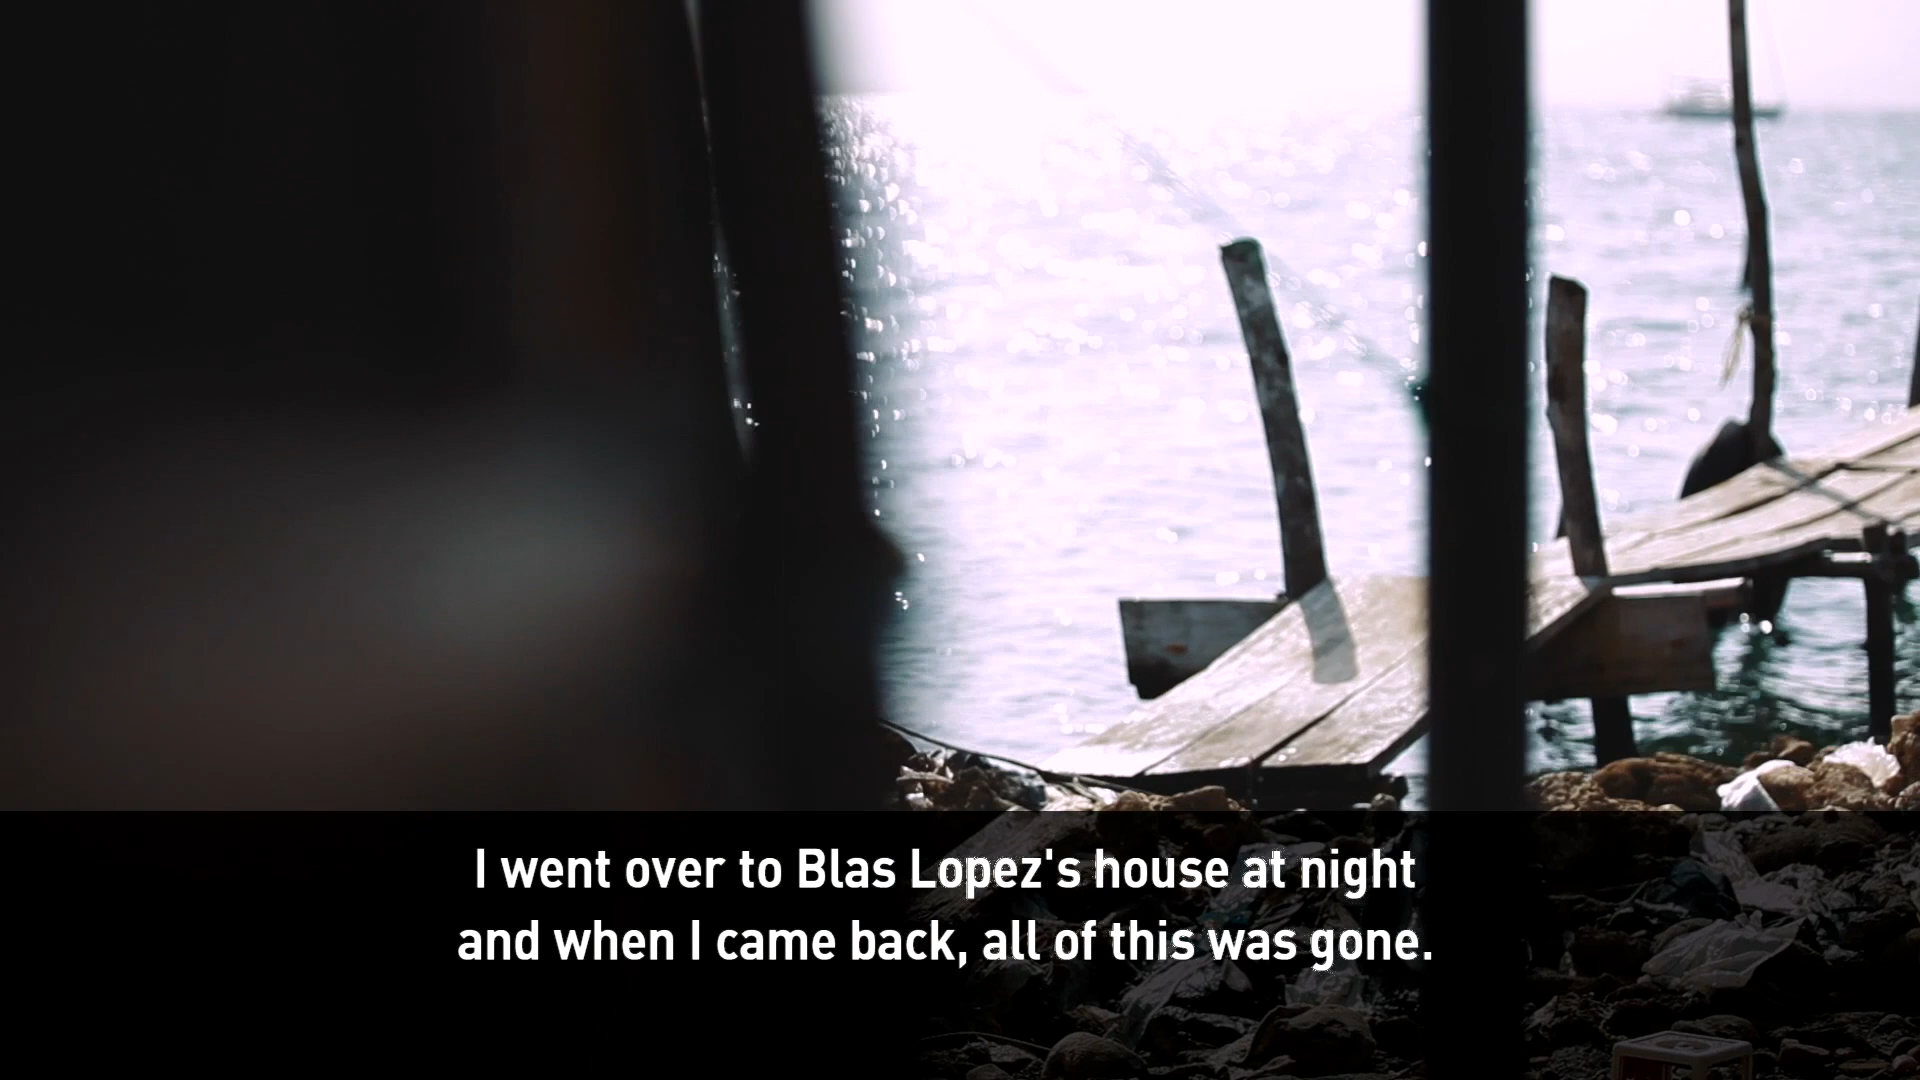 I went over to Blas Lopez's house at night
and when I came back, all of this was gone.